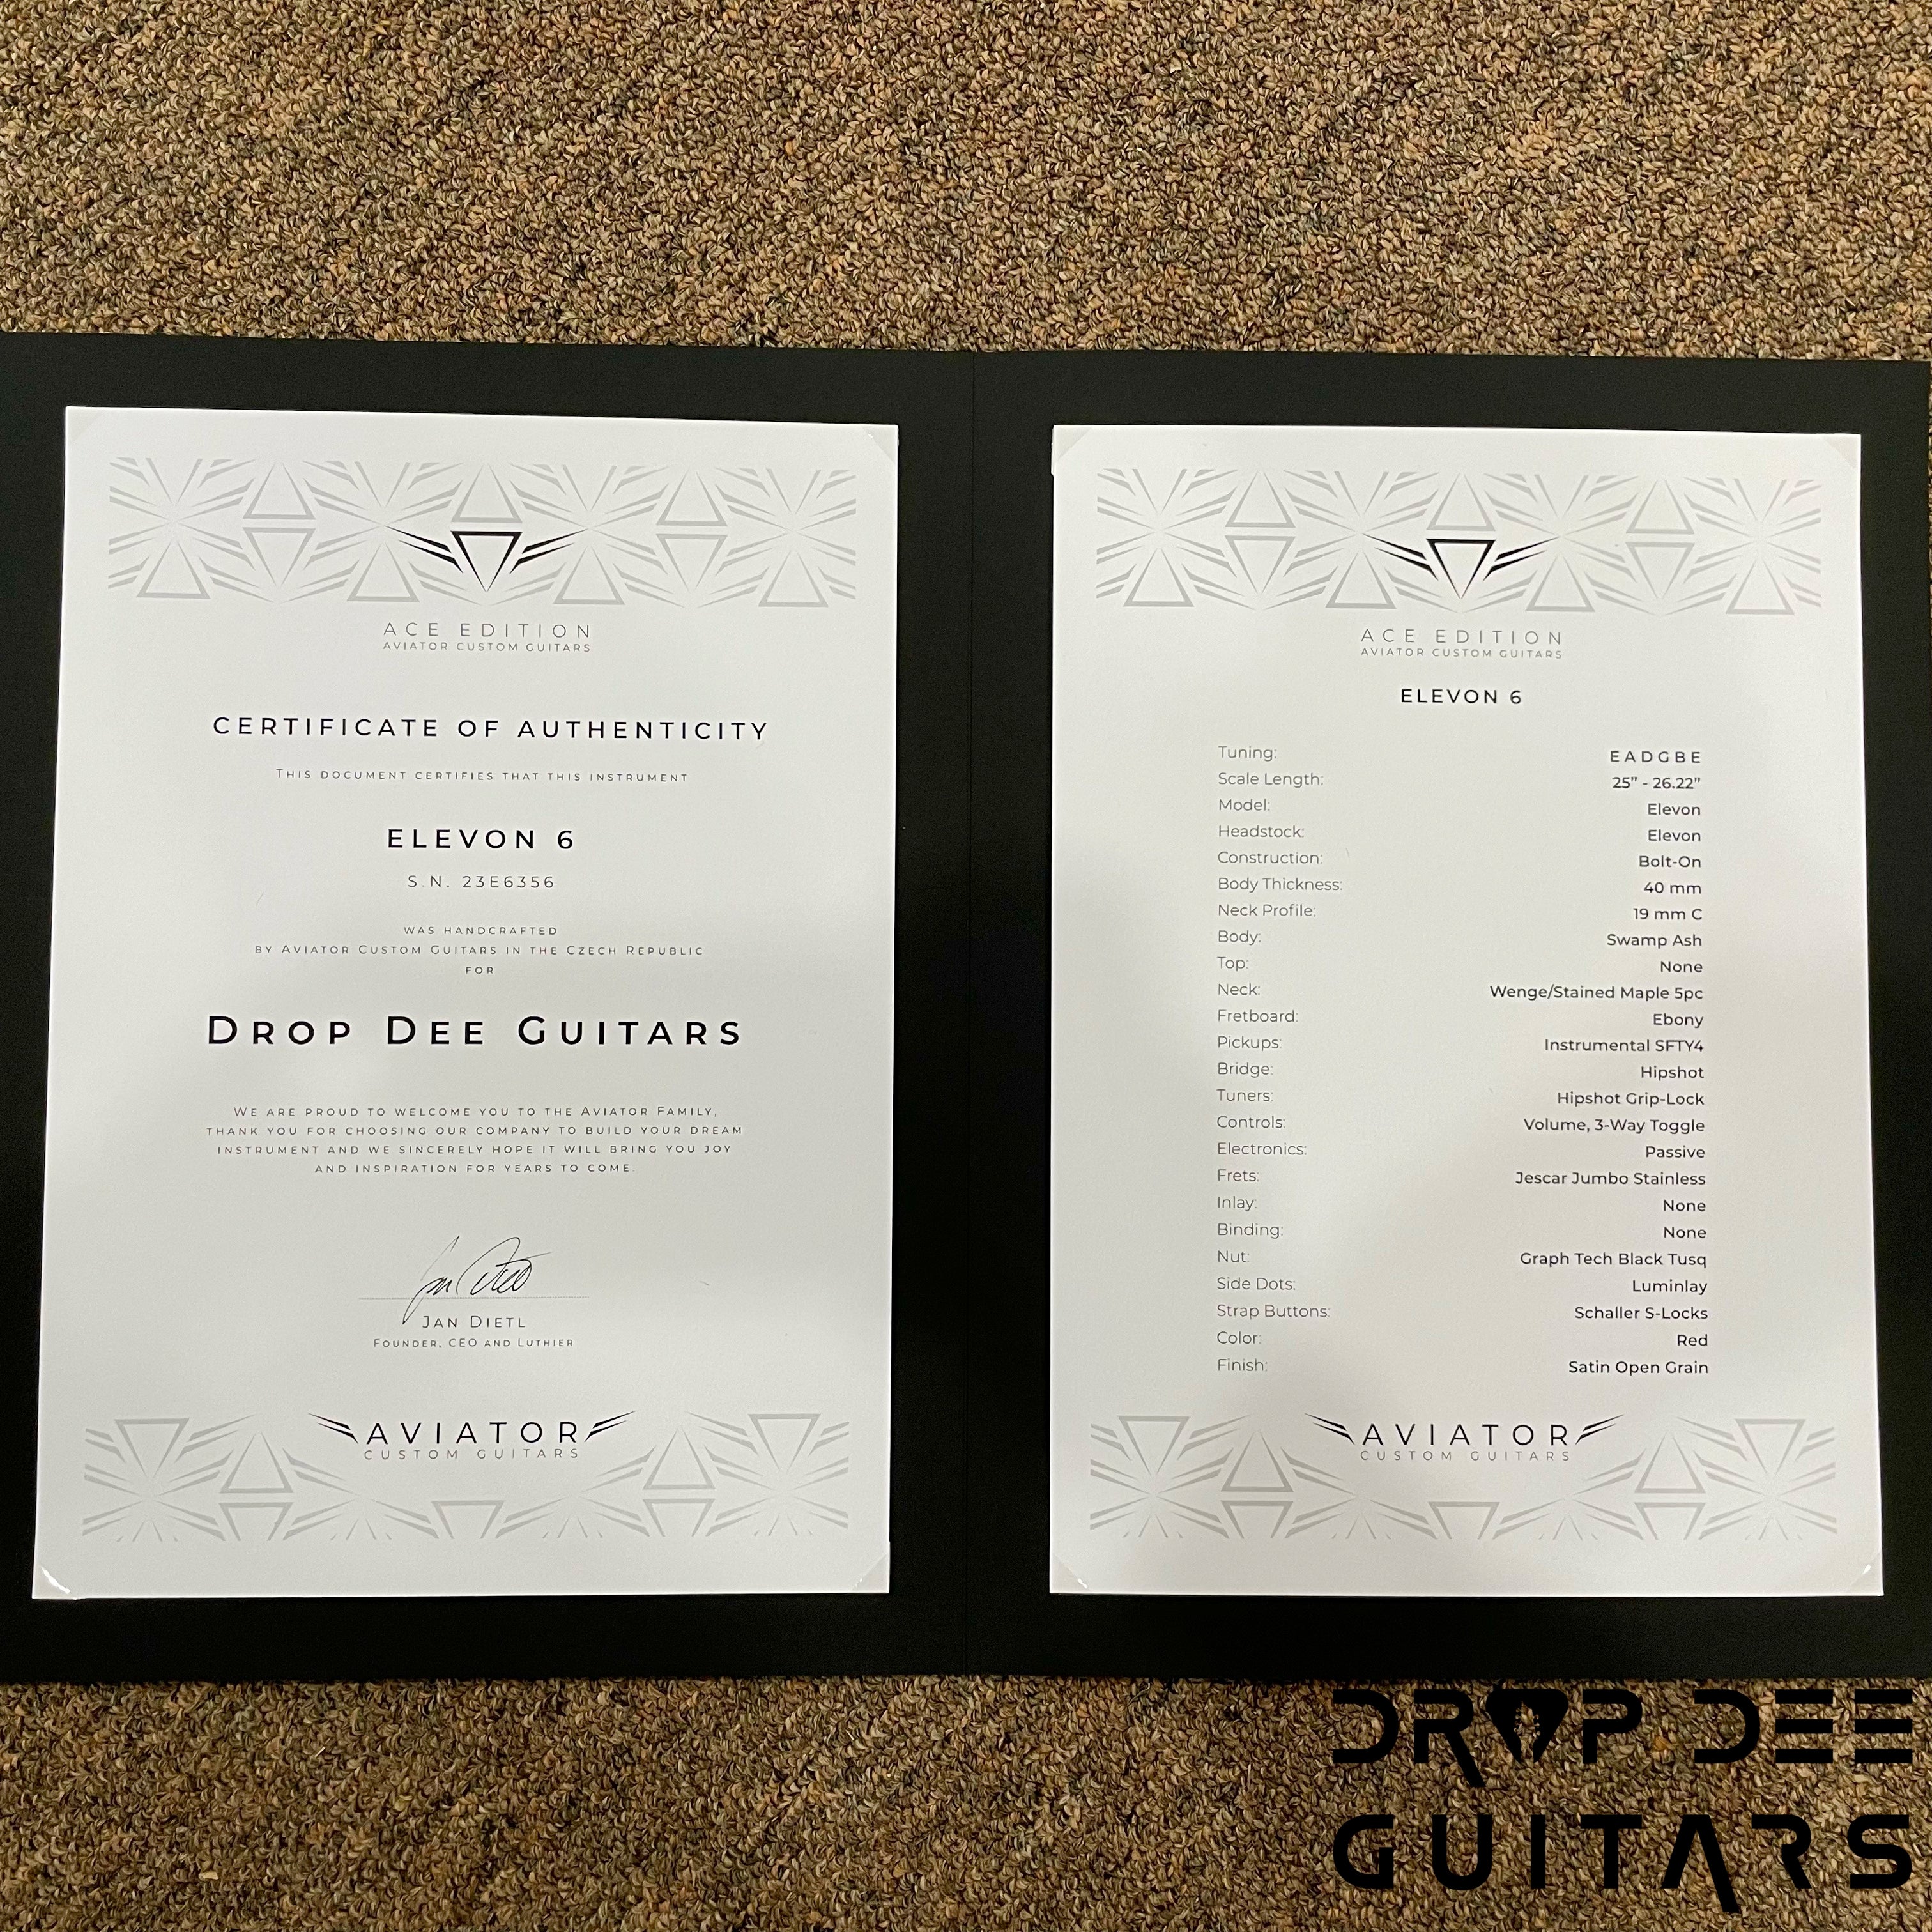 ACE EDITION
AVIATOR CUSTOM GUITARS
CERTIFICATE OF AUTHENTICITY
THIS DOCUMENT CERTIFIES THAT THIS INSTRUMENT
ELEVON 6
S.N. 23E6356
WAS HANDCRAFTED
BY AVIATOR CUSTOM GUITARS IN THE CZECH REPUBLIC
FOR
DROP DEE GUITARS
WE ARE PROUD TO WELCOME YOU TO THE AVIATOR FAMILY,
THANK YOU FOR CHOOSING OUR COMPANY TO BUILD YOUR DREAM
INSTRUMENT AND WE SINCERELY HOPE IT WILL BRING YOU JOY
AND INSPIRATION FOR YEARS TO COME.
JAN DIETL
FOUNDER, CEO AND LUTHIER
AVIATOR
CUSTOM GUITARS
ACE EDITION
AVIATOR CUSTOM GUITARS
ELEVON 6
Tuning: E A D G B E
Scale Length: 25” - 26.22”
Model: Elevon
Headstock: Elevon
Construction: Bolt-On
Body Thickness: 40 mm
Neck Profile: 19 mm C
Body: Swamp Ash
Top: None
Neck: Wenge/Stained Maple 5pc
Fretboard: Ebony
Pickups: Instrumental SFTY4
Bridge: Hipshot
Tuners: Hipshot Grip-Lock
Controls: Volume, 3-Way Toggle
Electronics: Passive
Frets: Jescar Jumbo Stainless
Inlay: None
Binding: None
Nut: Graph Tech Black Tusq
Side Dots: Luminlay
Strap Buttons: Schaller S-Locks
Color: Red
Finish: Satin Open Grain
AVIATOR
CUSTOM GUITARS
DROP DEE
GUITARS